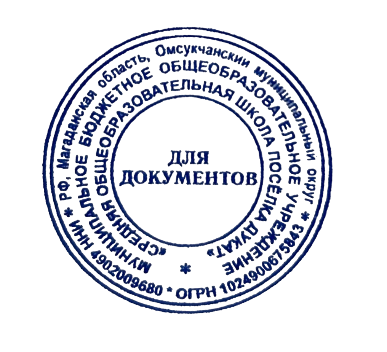 * РФ, Магаданская область, Омсукчанский муниципальный округ *
ИНН 4902009680 * ОГРН 1024900675843
МУНИЦИПАЛЬНОЕ БЮДЖЕТНОЕ ОБЩЕОБРАЗОВАТЕЛЬНОЕ УЧРЕЖДЕНИЕ
«СРЕДНЯЯ ОБЩЕОБРАЗОВАТЕЛЬНАЯ ШКОЛА ПОСЁЛКА ДУКАТ»
*
ДЛЯ
ДОКУМЕНТОВ